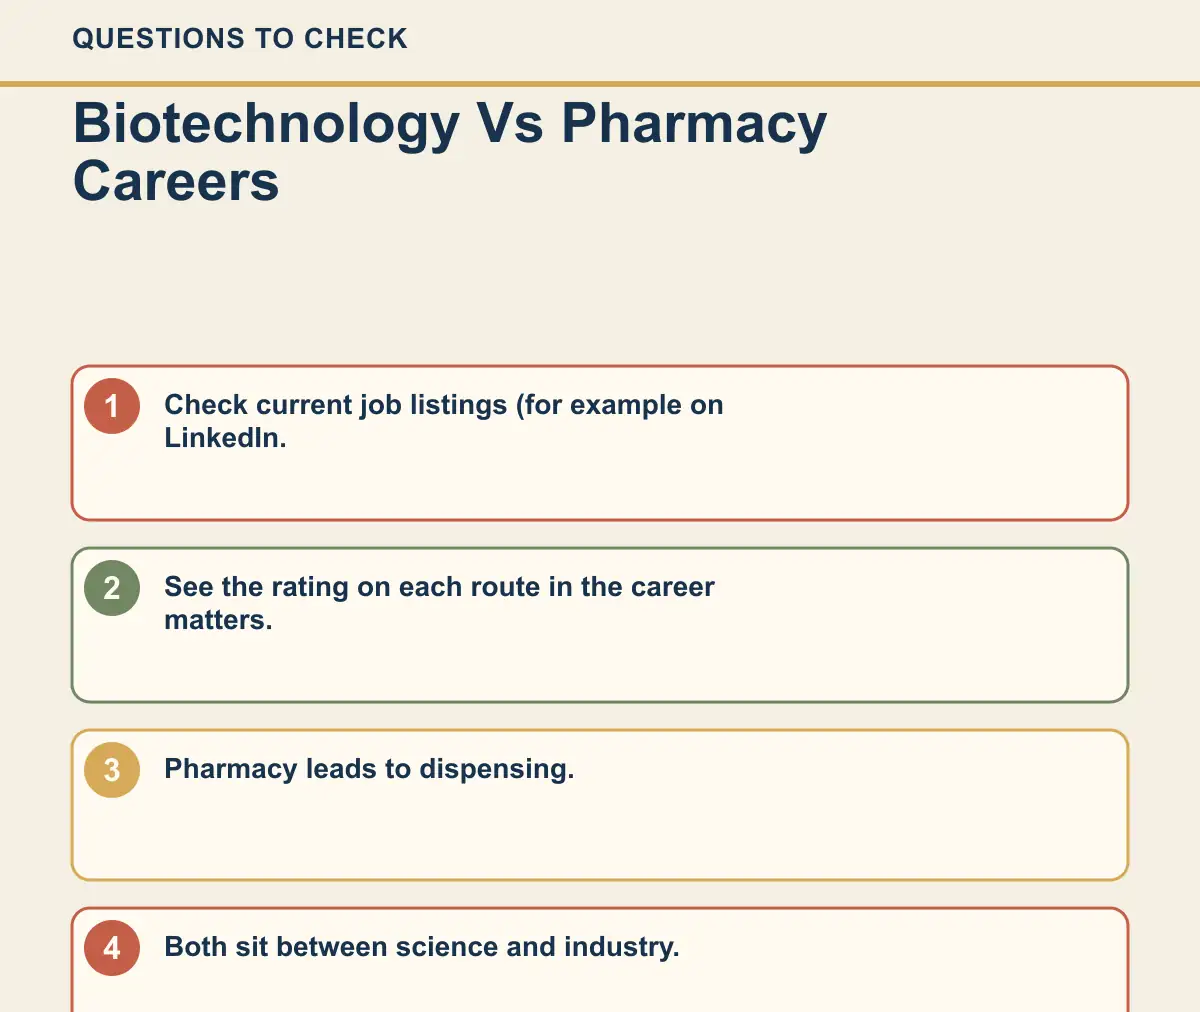 QUESTIONS TO CHECK
Biotechnology Vs Pharmacy
Careers
1
Check current job listings (for example on
LinkedIn.
2
See the rating on each route in the career
matters.
3
Pharmacy leads to dispensing.
4
Both sit between science and industry.